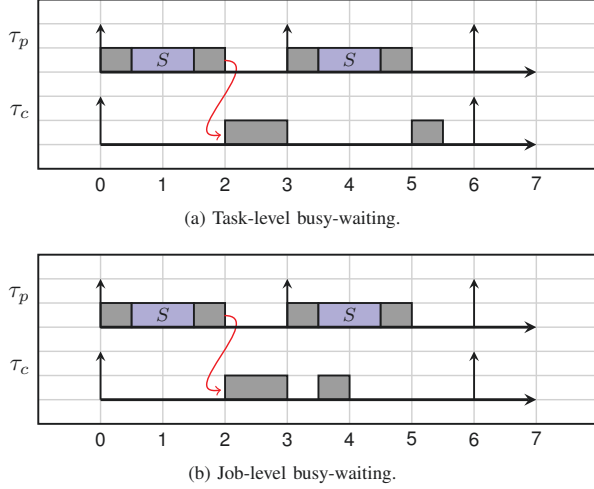 τp
S
S
τc
0 1 2 3 4 5 6 7
(a) Task-level busy-waiting.
τp
S
S
τc
0 1 2 3 4 5 6 7
(b) Job-level busy-waiting.